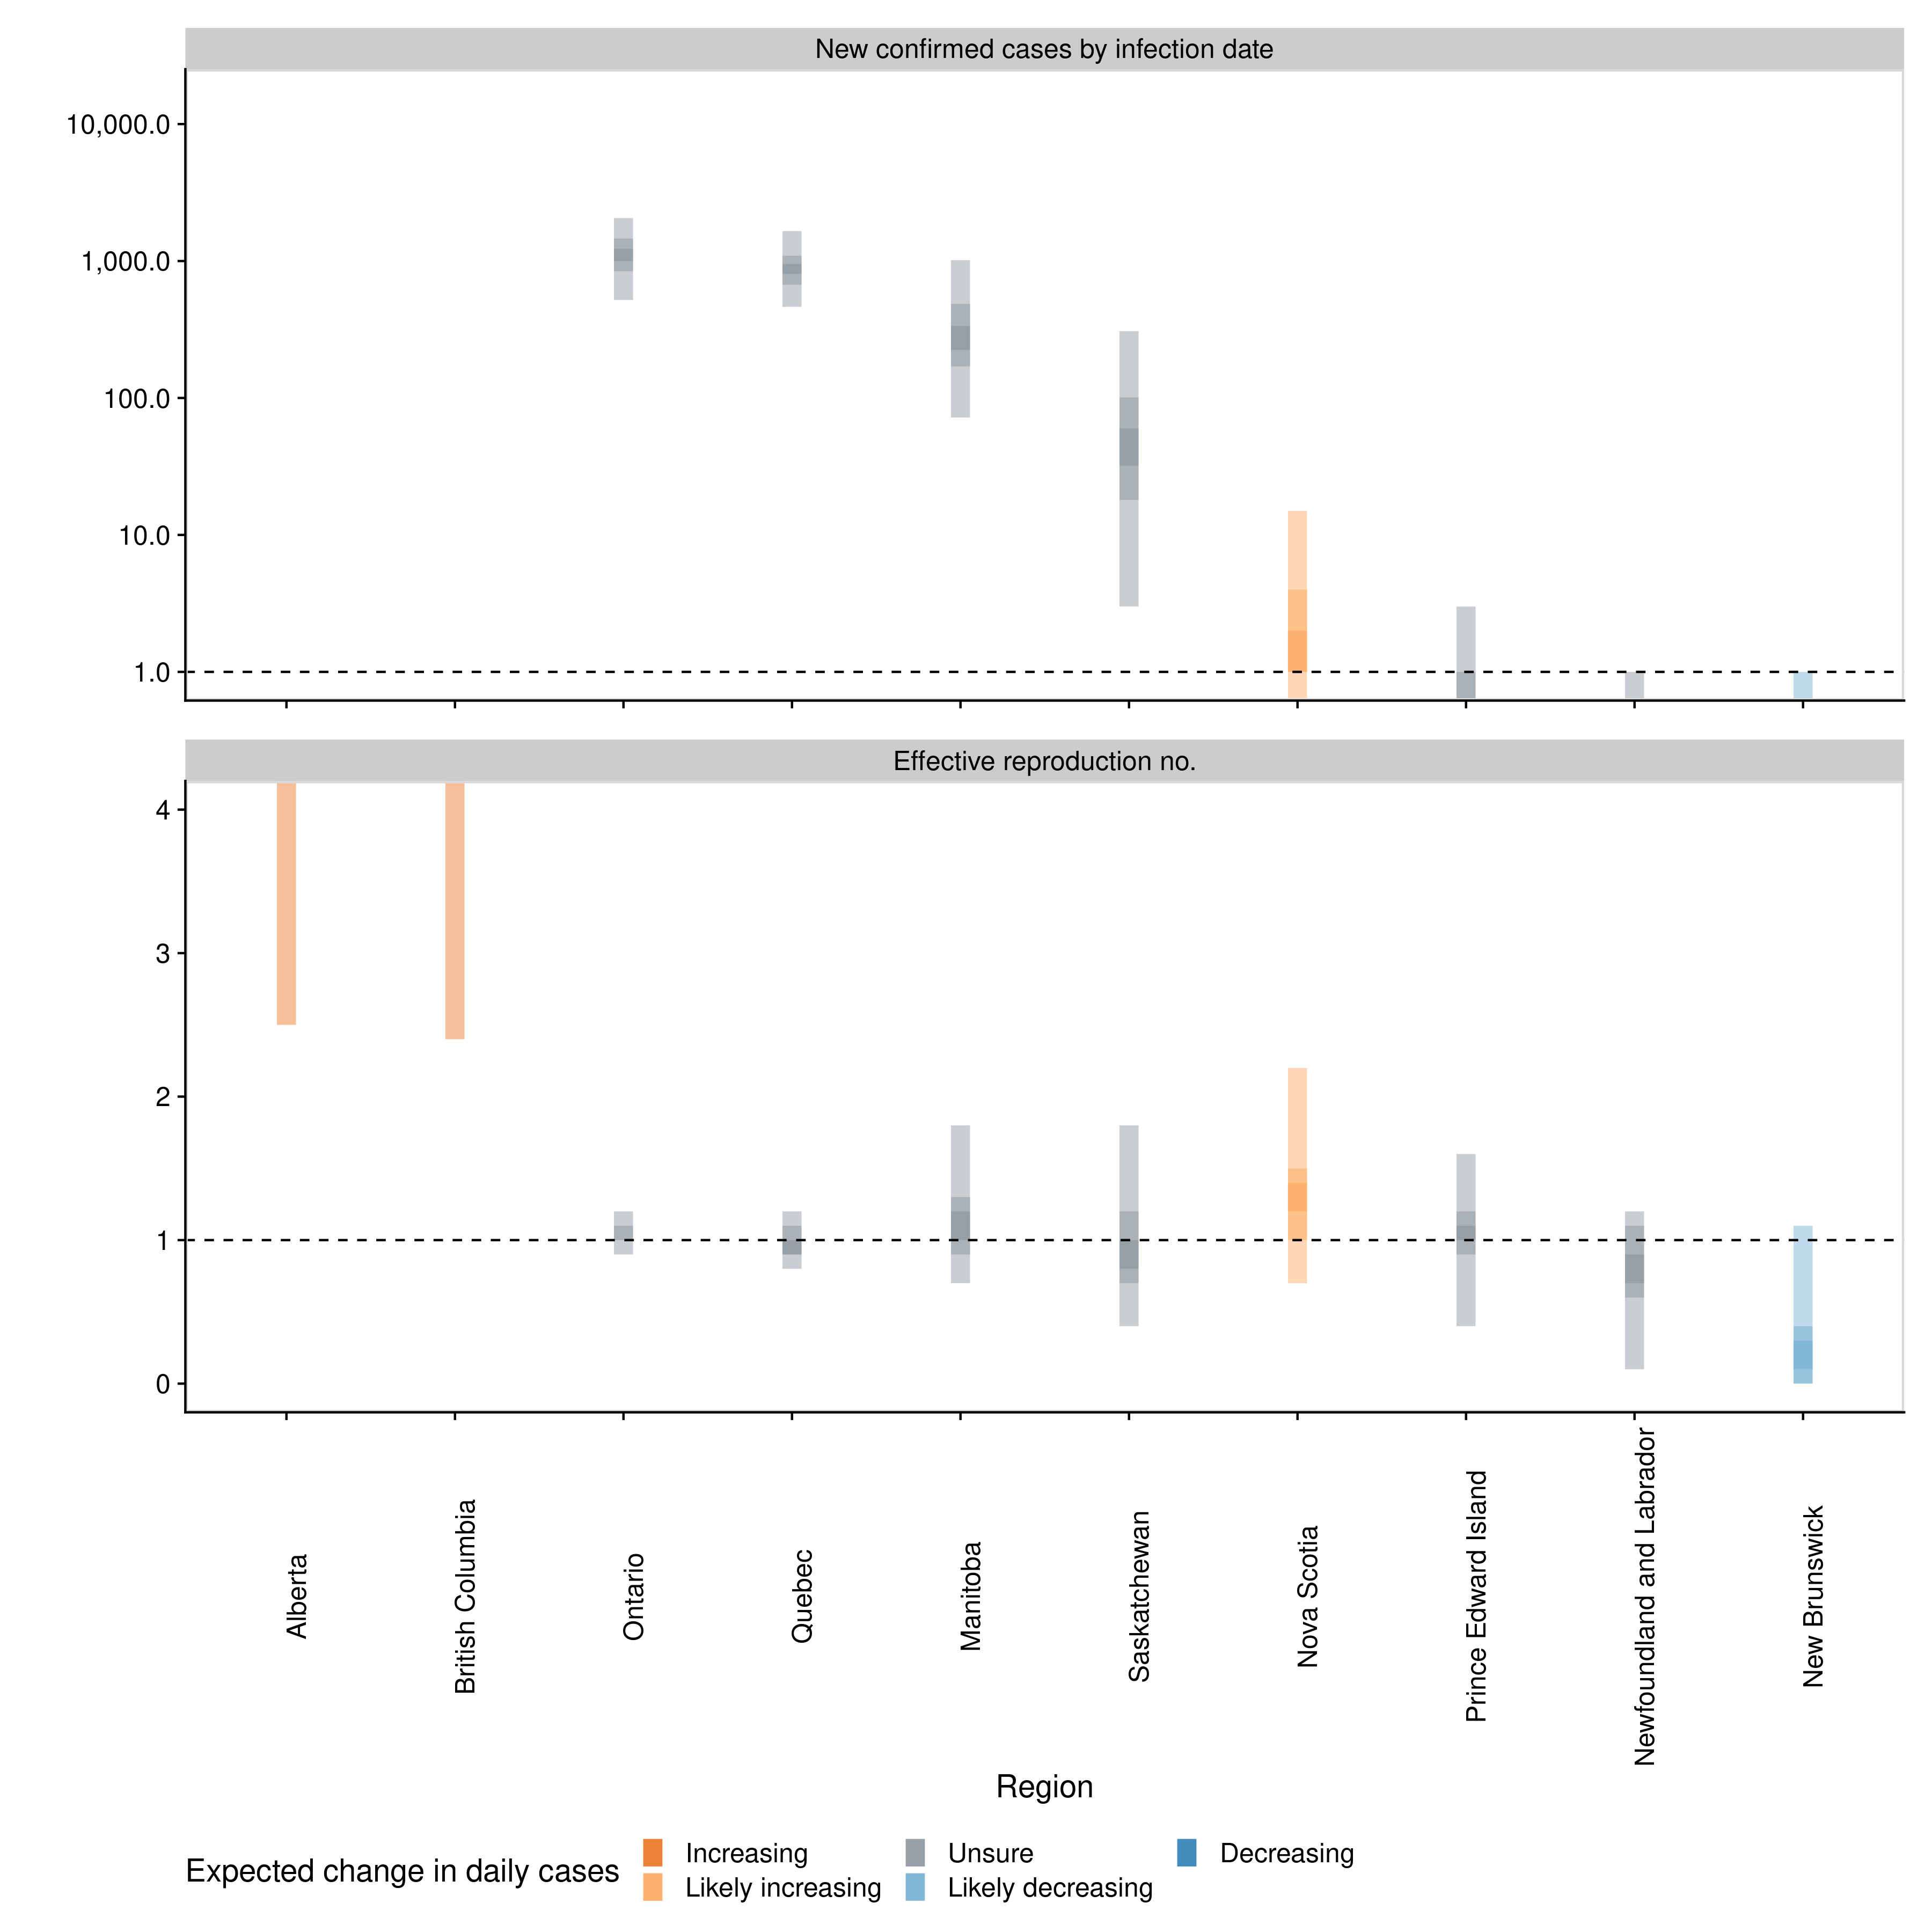 New confirmed cases by infection date
10,000.0
1,000.0
100.0
10.0
1.0
Effective reproduction no.
4
3
2
1
0
Alberta
British Columbia
Ontario
Quebec
Manitoba
Saskatchewan
Nova Scotia
Prince Edward Island
Newfoundland and Labrador
New Brunswick
Region
Expected change in daily cases
Increasing
Likely increasing
Unsure
Likely decreasing
Decreasing